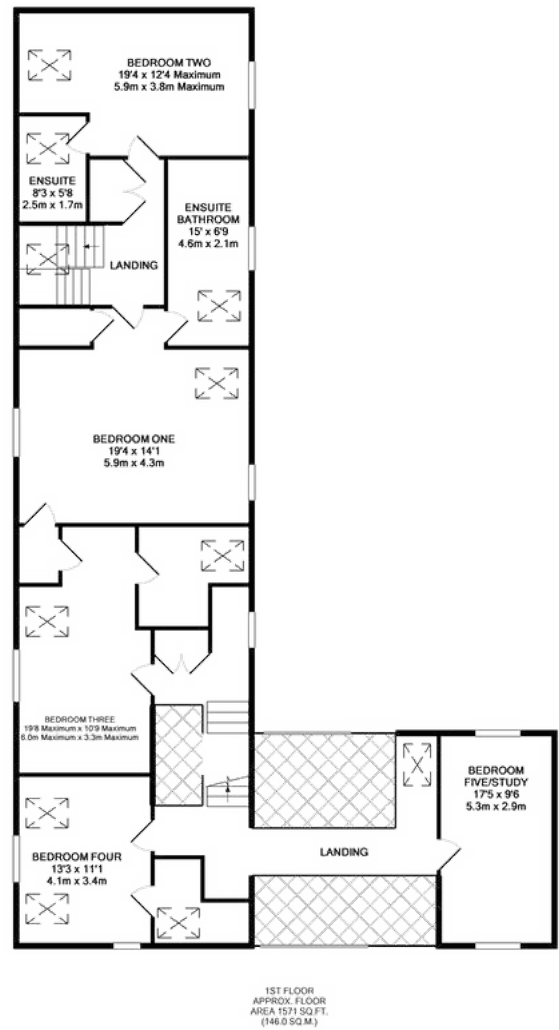 BEDROOM TWO
19'4 x 12'4 Maximum
5.9m x 3.8m Maximum
ENSUITE
8'3 x 5'8
2.5m x 1.7m
ENSUITE
BATHROOM
15' x 6'9
4.6m x 2.1m
LANDING
BEDROOM ONE
19'4 x 14'1
5.9m x 4.3m
BEDROOM THREE
19'8 Maximum x 10'9 Maximum
6.0m Maximum x 3.3m Maximum
BEDROOM
FIVE/STUDY
17'5 x 9'6
5.3m x 2.9m
BEDROOM FOUR
13'3 x 11'1
4.1m x 3.4m
LANDING
1ST FLOOR
APPROX. FLOOR
AREA 1571 SQ.FT.
(146.0 SQ.M.)